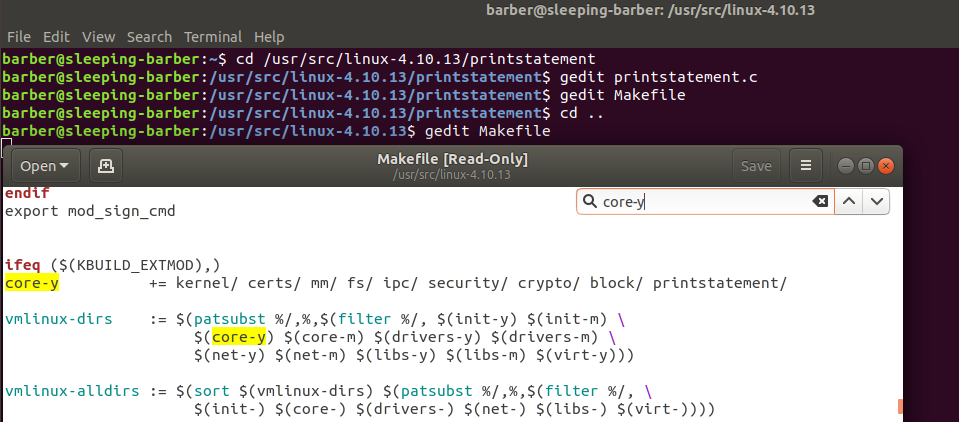 barber@sleeping-barber: /usr/src/linux-4.10.13
File Edit View Search Terminal Help
barber@sleeping-barber:~$ cd /usr/src/linux-4.10.13/printstatement
barber@sleeping-barber:/usr/src/linux-4.10.13/printstatement$ gedit printstatement.c
barber@sleeping-barber:/usr/src/linux-4.10.13/printstatement$ gedit Makefile
barber@sleeping-barber:/usr/src/linux-4.10.13/printstatement$ cd ..
barber@sleeping-barber:/usr/src/linux-4.10.13$ gedit Makefile
Open
Makefile [Read-Only]
/usr/src/linux-4.10.13
Save
core-y
endif
export mod_sign_cmd
ifeq ($(KBUILD_EXTMOD),)
core-y += kernel/ certs/ mm/ fs/ ipc/ security/ crypto/ block/ printstatement/
vmlinux-dirs := $(patsubst %/,%,$(filter %/, $(init-y) $(init-m) \
$(core-y) $(core-m) $(drivers-y) $(drivers-m) \
$(net-y) $(net-m) $(libs-y) $(libs-m) $(virt-y)))
vmlinux-alldirs := $(sort $(vmlinux-dirs) $(patsubst %/,%,$(filter %/, \
$(init-) $(core-) $(drivers-) $(net-) $(libs-) $(virt-))))